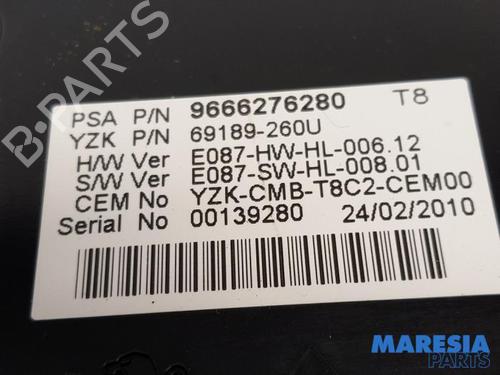 PSA P/N 9666276280 T8
YZK P/N 69189-260U
H/W Ver E087-HW-HL-006.12
S/W Ver E087-SW-HL-008.01
CEM No YZK-CMB-T8C2-CEM00
Serial No 00139280 24/02/2010
MARESIA
PARTS